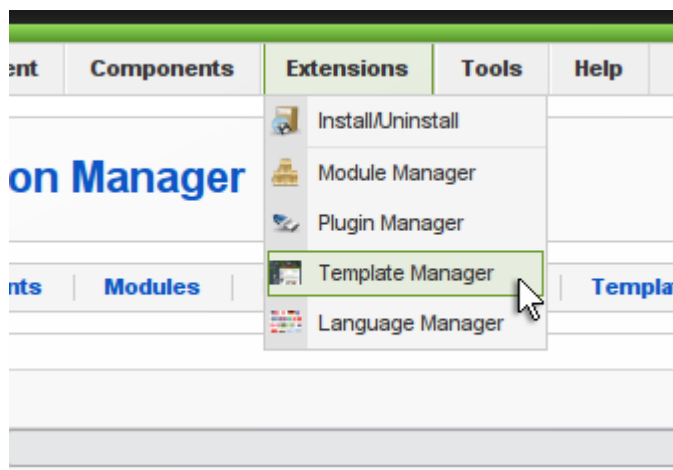 ent Components Extensions Tools Help
Install/Uninstall
on Manager
Module Manager
Plugin Manager
Template Manager
nts Modules Templa
Language Manager